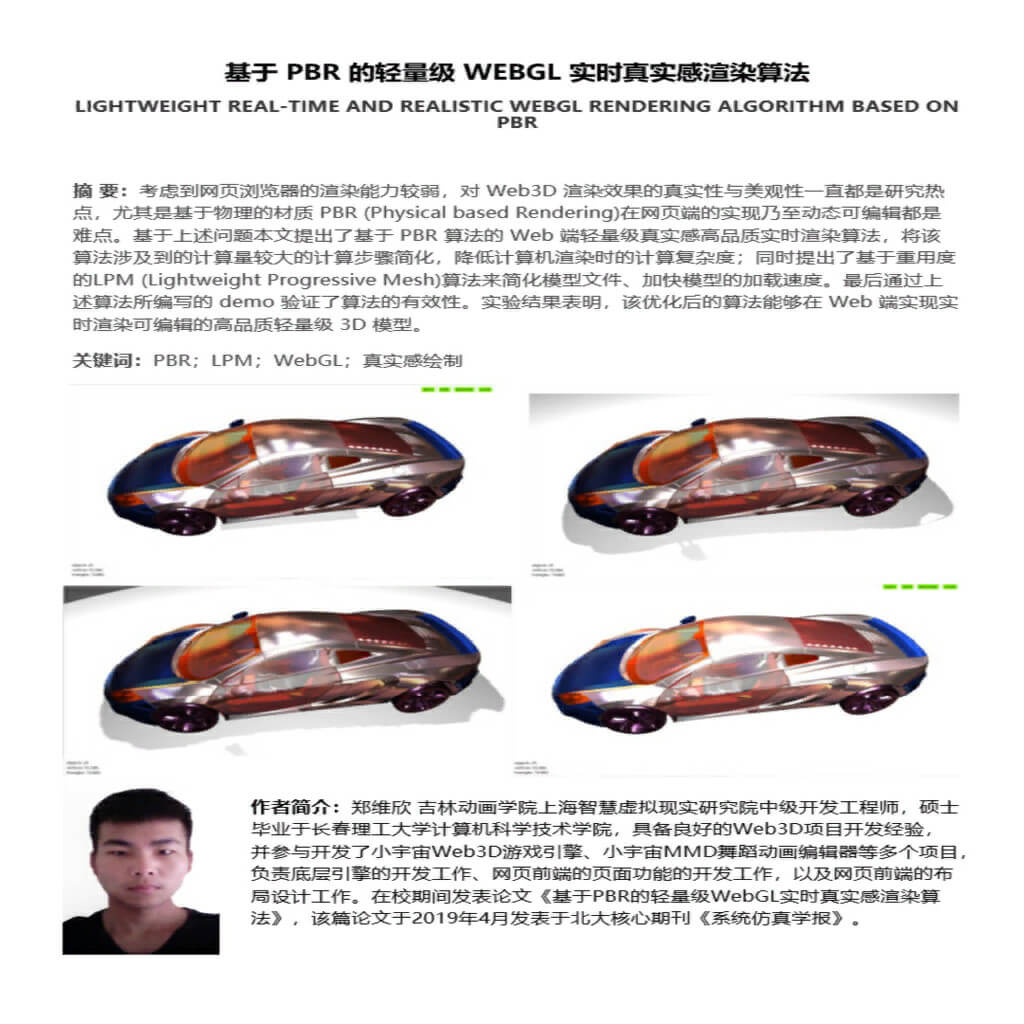 基于 PBR 的轻量级 WEBGL 实时真实感渲染算法
LIGHTWEIGHT REAL-TIME AND REALISTIC WEBGL RENDERING ALGORITHM BASED ON
PBR
摘 要：考虑到网页浏览器的渲染能力较弱，对 Web3D 渲染效果的真实性与美观性一直都是研究热
点，尤其是基于物理的材质 PBR (Physical based Rendering)在网页端的实现乃至动态可编辑都是
难点。基于上述问题本文提出了基于 PBR 算法的 Web 端轻量级真实感高品质实时渲染算法，将该
算法涉及到的计算量较大的计算步骤简化，降低计算机渲染时的计算复杂度；同时提出了基于重用度
的LPM (Lightweight Progressive Mesh)算法来简化模型文件、加快模型的加载速度。最后通过上
述算法所编写的 demo 验证了算法的有效性。实验结果表明，该优化后的算法能够在 Web 端实现实
时渲染可编辑的高品质轻量级 3D 模型。
关键词：PBR；LPM；WebGL；真实感绘制
作者简介：郑维欣 吉林动画学院上海智慧虚拟现实研究院中级开发工程师，硕士
毕业于长春理工大学计算机科学技术学院，具备良好的Web3D项目开发经验，
并参与开发了小宇宙Web3D游戏引擎、小宇宙MMD舞蹈动画编辑器等多个项目，
负责底层引擎的开发工作、网页前端的页面功能的开发工作，以及网页前端的布
局设计工作。在校期间发表论文《基于PBR的轻量级WebGL实时真实感渲染算
法》，该篇论文于2019年4月发表于北大核心期刊《系统仿真学报》。